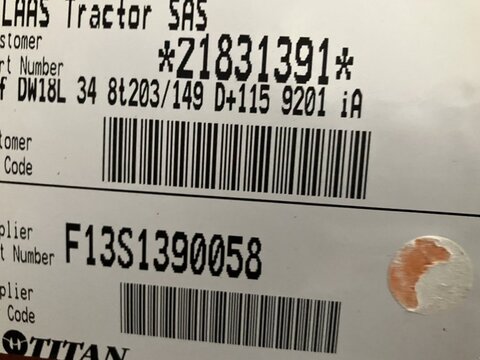 LAAS Tractor SAS
stomer
rt Number *21831391*
f DW18L 34 8t203/149 D+115 9201 iA
tomer
Code
plier
t Number F13S1390058
plier
Code
TITAN